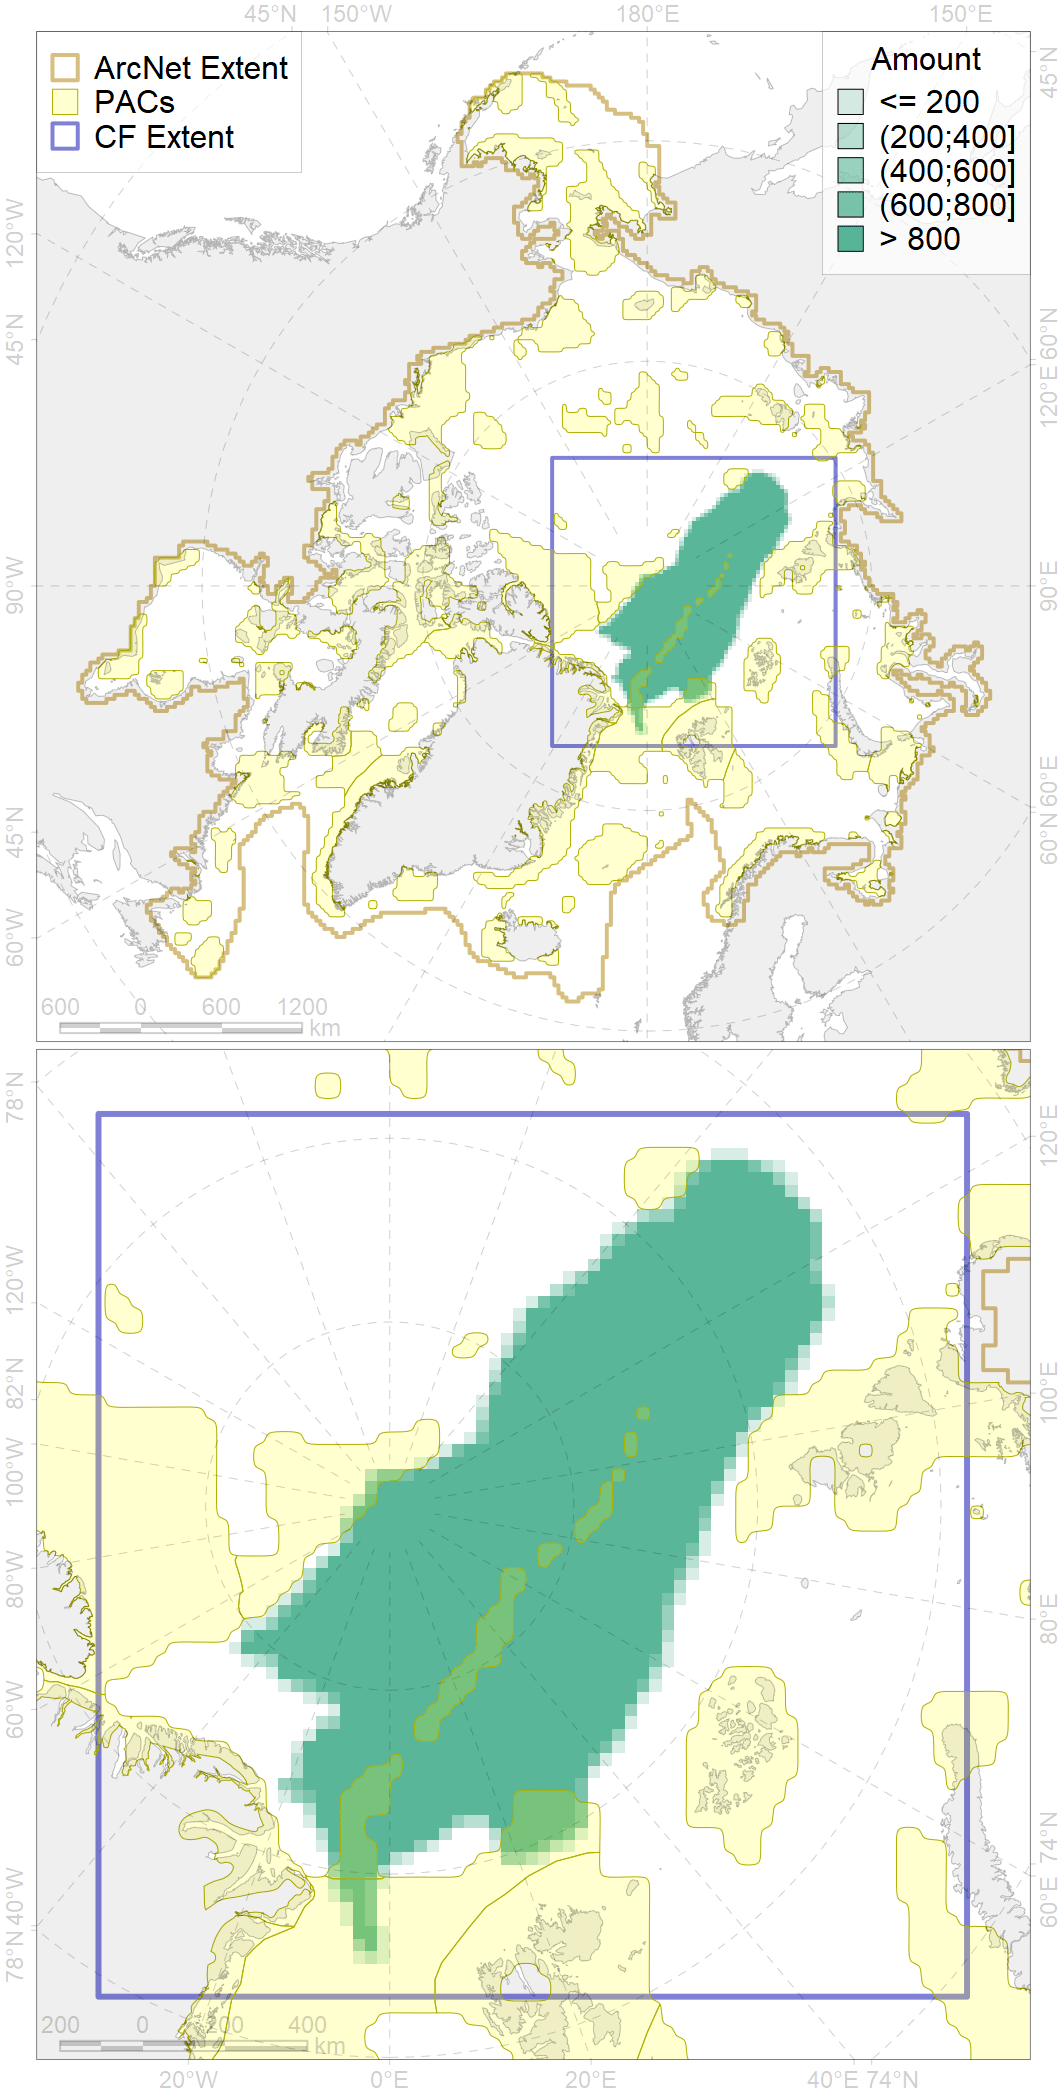 45°N 150°W 180°E 150°E
ArcNet Extent
PACs
CF Extent
Amount
<= 200
(200;400]
(400;600]
(600;800]
> 800
120°W
45°N
90°W
45°N
60°W
45°N
60°N
120°E
90°E
60°E
60°N
600 0 600 1200
km
78°N
120°W
82°N
100°W
80°W
60°W
40°W
78°N
120°E
100°E
80°E
74°N
60°E
200 0 200 400
km
20°W 0°E 20°E 40°E 74°N